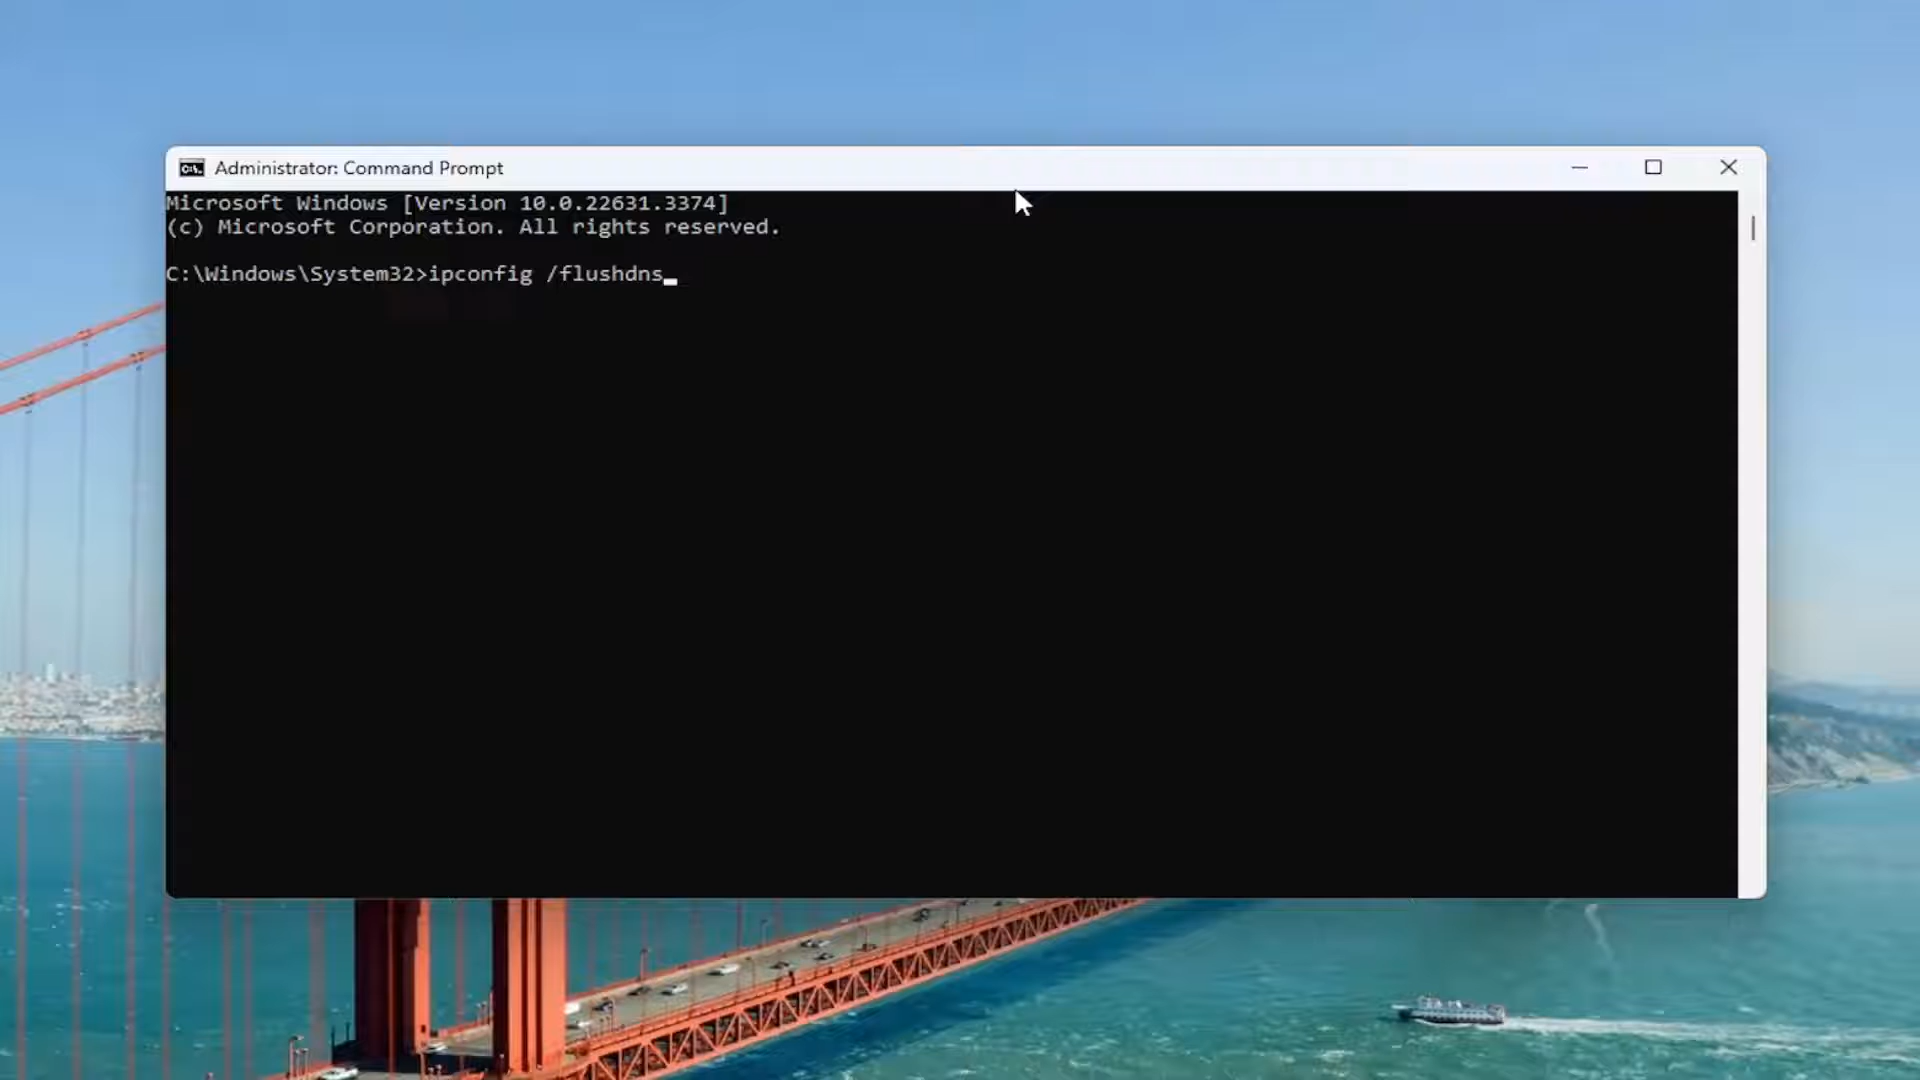 Administrator: Command Prompt
Microsoft Windows [Version 10.0.22631.3374]
(c) Microsoft Corporation. All rights reserved.
C:\Windows\System32>ipconfig /flushdns